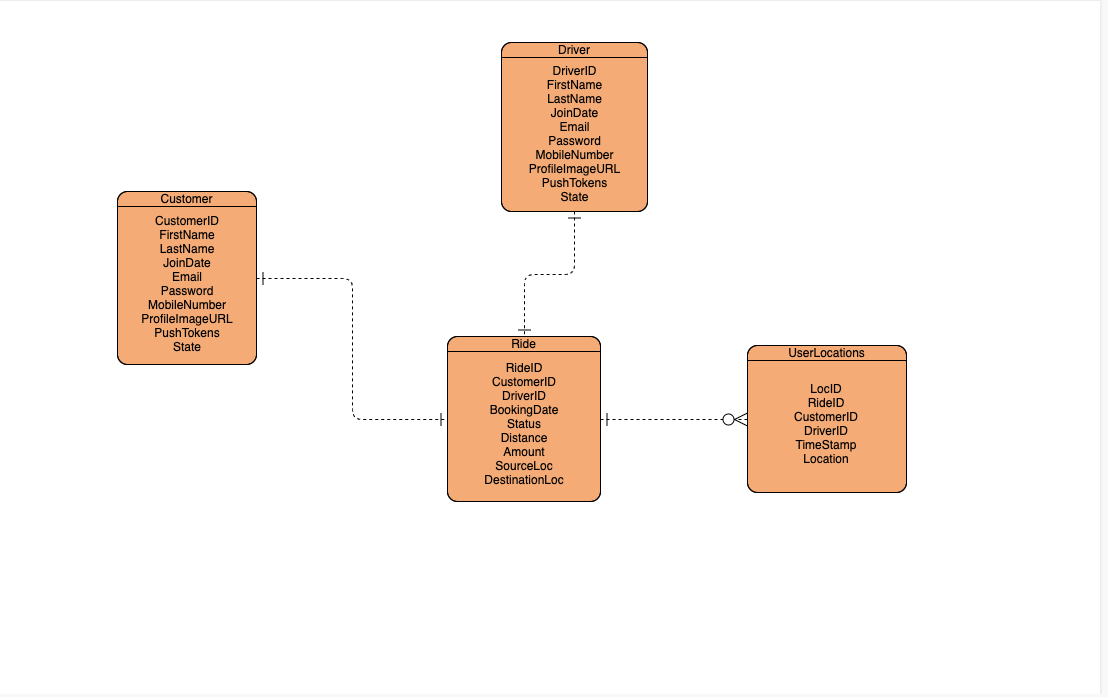 Driver
DriverID
FirstName
LastName
JoinDate
Email
Password
MobileNumber
ProfileImageURL
PushTokens
State
Customer
CustomerID
FirstName
LastName
JoinDate
Email
Password
MobileNumber
ProfileImageURL
PushTokens
State
Ride
RideID
CustomerID
DriverID
BookingDate
Status
Distance
Amount
SourceLoc
DestinationLoc
UserLocations
LocID
RideID
CustomerID
DriverID
TimeStamp
Location